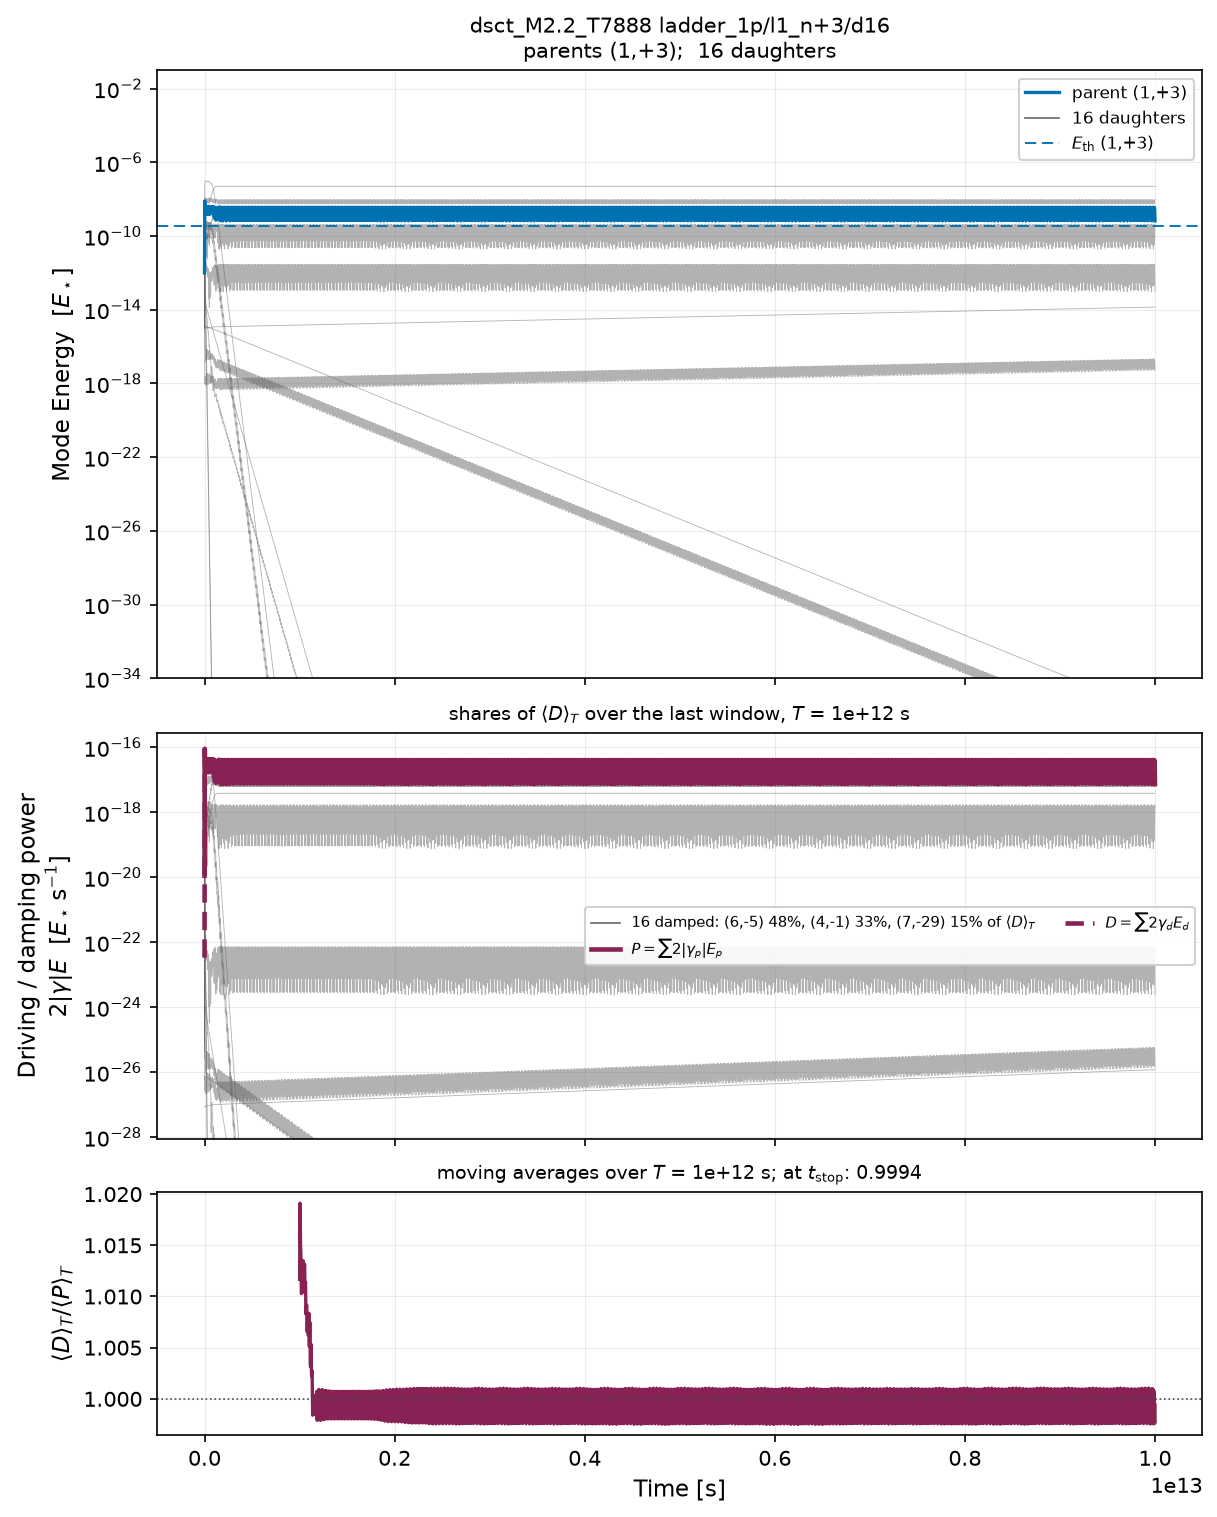 dsct_M2.2_T7888 ladder_1p/l1_n+3/d16
parents (1,+3);  16 daughters
10⁻²
10⁻⁶
10⁻¹⁰
10⁻¹⁴
10⁻¹⁸
10⁻²²
10⁻²⁶
10⁻³⁰
10⁻³⁴
Mode Energy [E⋆]
parent (1,+3)
16 daughters
E_th (1,+3)
shares of ⟨D⟩_T over the last window, T = 1e+12 s
10⁻¹⁶
10⁻¹⁸
10⁻²⁰
10⁻²²
10⁻²⁴
10⁻²⁶
10⁻²⁸
Driving / damping power
2|γ|E [E⋆ s⁻¹]
16 damped: (6,-5) 48%, (4,-1) 33%, (7,-29) 15% of ⟨D⟩_T
P = ∑2|γ_p|E_p
D = ∑2γ_dE_d
moving averages over T = 1e+12 s; at t_stop: 0.9994
1.020
1.015
1.010
1.005
1.000
⟨D⟩_T/⟨P⟩_T
0.0 0.2 0.4 0.6 0.8 1.0
1e13
Time [s]